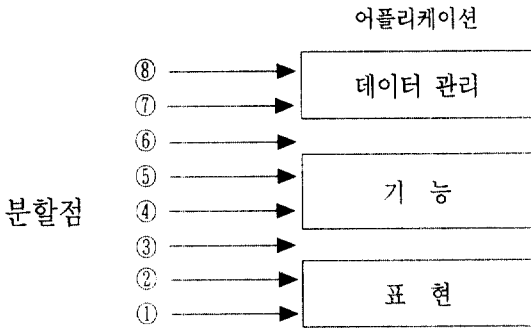 어플리케이션
⑧
데이터 관리
⑦
⑥
⑤
기 능
분할점
④
③
②
표 현
①